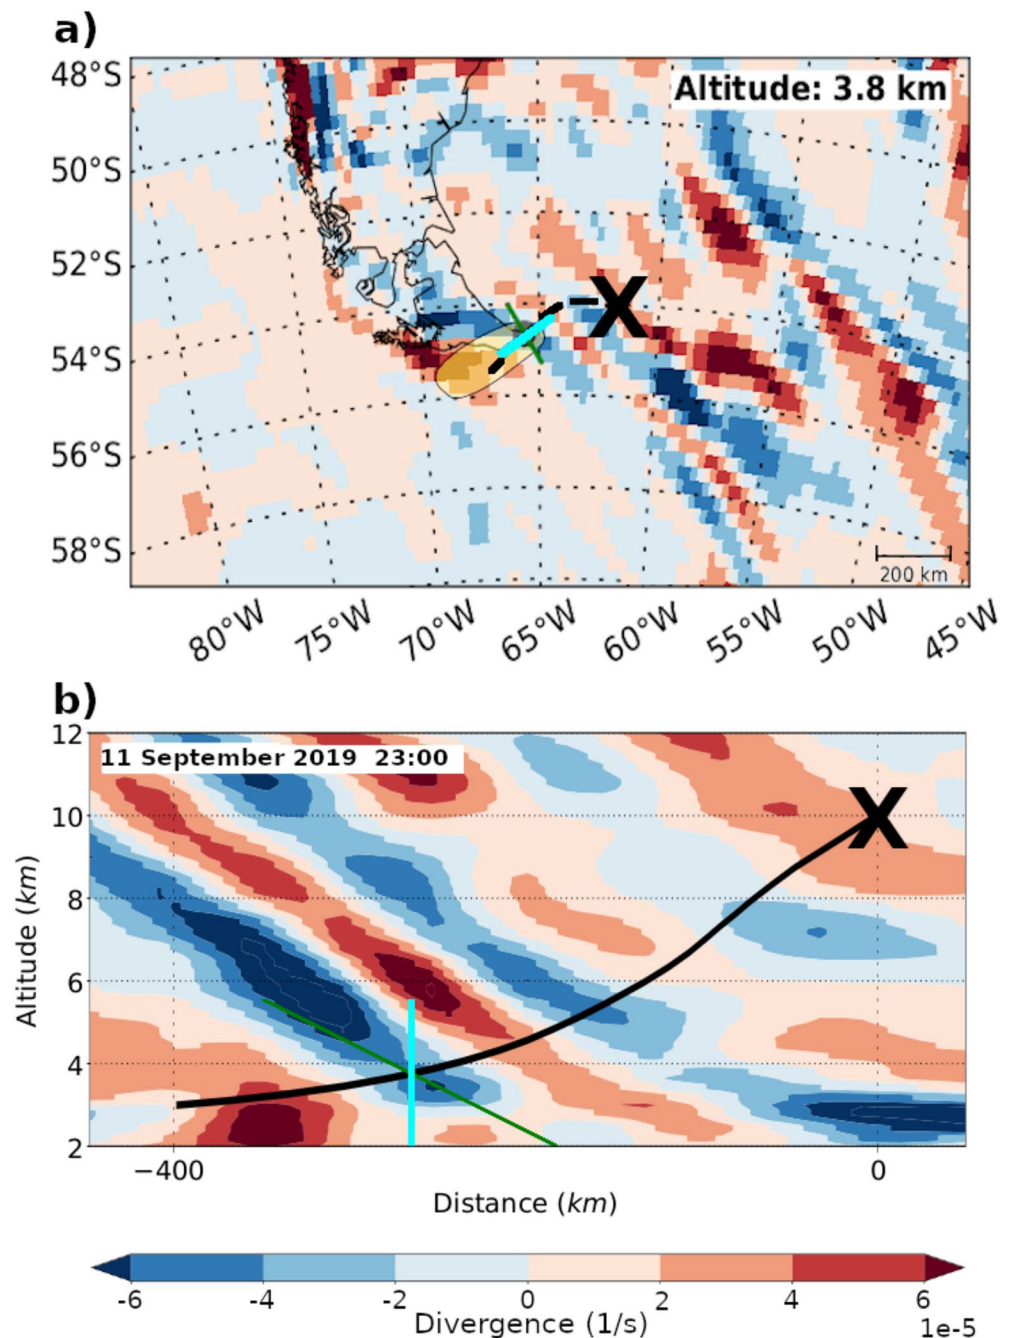 a)
Altitude: 3.8 km
48°S
50°S
52°S
54°S
56°S
58°S
X
200 km
80°W 75°W 70°W 65°W 60°W 55°W 50°W 45°W
b)
11 September 2019 23:00
12
10
8
6
4
2
Altitude (km)
X
−400 0
Distance (km)
-6 -4 -2 0 2 4 6
Divergence (1/s) 1e-5